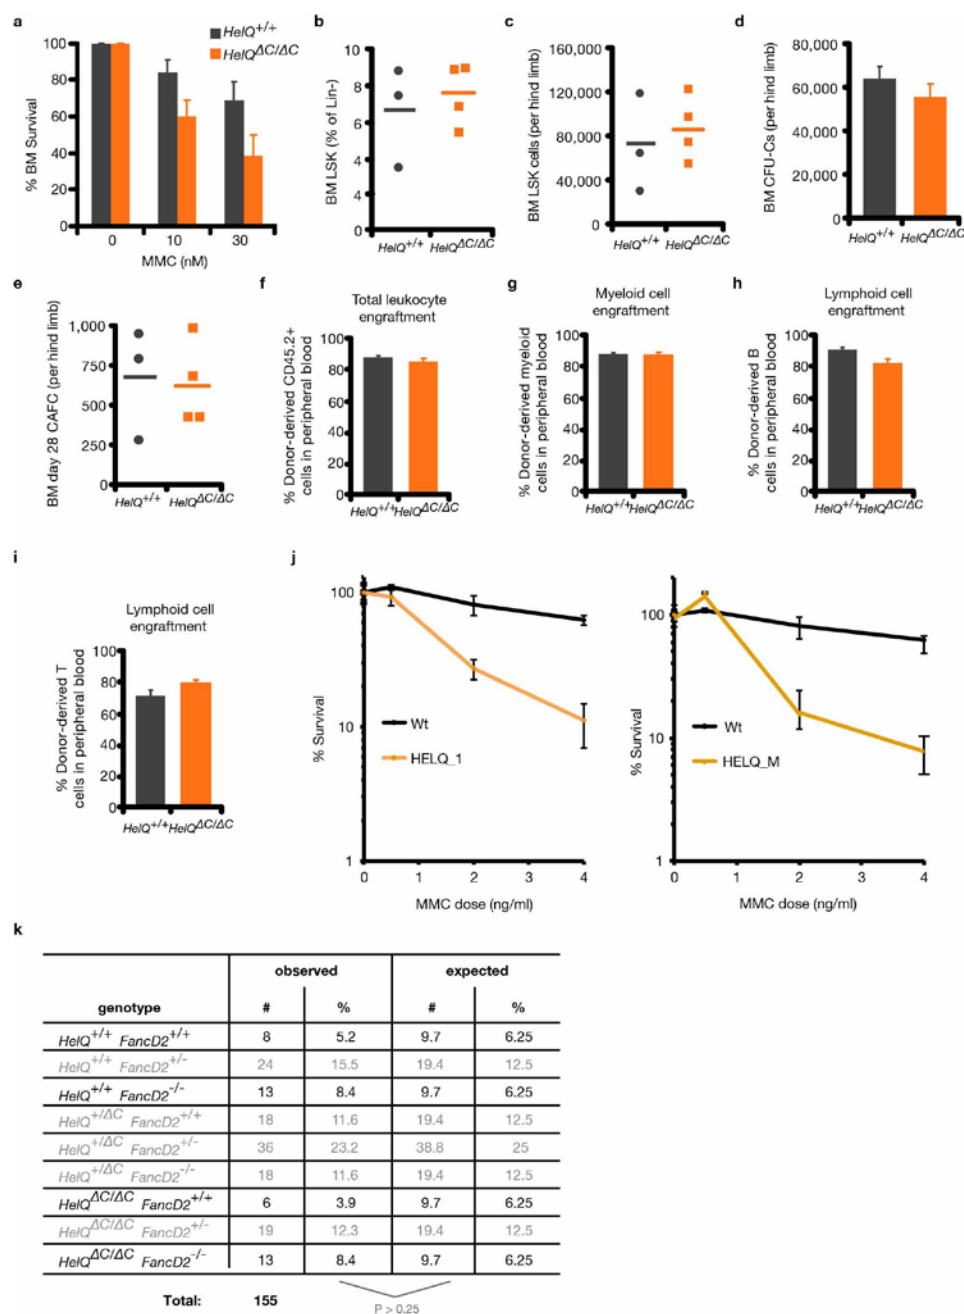 a
HelQ+/+
HelQΔC/ΔC
% BM Survival
100
80
60
40
20
0
0 10 30
MMC (nM)
b
BM LSK (% of Lin-)
10
8
6
4
2
0
HelQ+/+ HelQΔC/ΔC
c
BM LSK cells (per hind limb)
160,000
120,000
80,000
40,000
0
HelQ+/+ HelQΔC/ΔC
d
BM CFU-Cs (per hind limb)
80,000
60,000
40,000
20,000
0
HelQ+/+ HelQΔC/ΔC
e
BM day 28 CAFC (per hind limb)
1,000
750
500
250
0
HelQ+/+ HelQΔC/ΔC
f
Total leukocyte
engraftment
% Donor-derived CD45.2+
cells in peripheral blood
100
80
60
40
20
0
HelQ+/+ HelQΔC/ΔC
g
Myeloid cell
engraftment
% Donor-derived myeloid
cells in peripheral blood
100
80
60
40
20
0
HelQ+/+ HelQΔC/ΔC
h
Lymphoid cell
engraftment
% Donor-derived B
cells in peripheral blood
100
80
60
40
20
0
HelQ+/+ HelQΔC/ΔC
i
Lymphoid cell
engraftment
% Donor-derived T
cells in peripheral blood
100
80
60
40
20
0
HelQ+/+ HelQΔC/ΔC
j
% Survival
100
10
1
Wt
HELQ_1
0 1 2 3 4
MMC dose (ng/ml)
% Survival
100
10
1
Wt
HELQ_M
0 1 2 3 4
MMC dose (ng/ml)
k
observed expected
genotype # % # %
HelQ+/+ FancD2+/+ 8 5.2 9.7 6.25
HelQ+/+ FancD2+/- 24 15.5 19.4 12.5
HelQ+/+ FancD2-/- 13 8.4 9.7 6.25
HelQ+/ΔC FancD2+/+ 18 11.6 19.4 12.5
HelQ+/ΔC FancD2+/- 36 23.2 38.8 25
HelQ+/ΔC FancD2-/- 18 11.6 19.4 12.5
HelQΔC/ΔC FancD2+/+ 6 3.9 9.7 6.25
HelQΔC/ΔC FancD2+/- 19 12.3 19.4 12.5
HelQΔC/ΔC FancD2-/- 13 8.4 9.7 6.25
Total: 155
P > 0.25